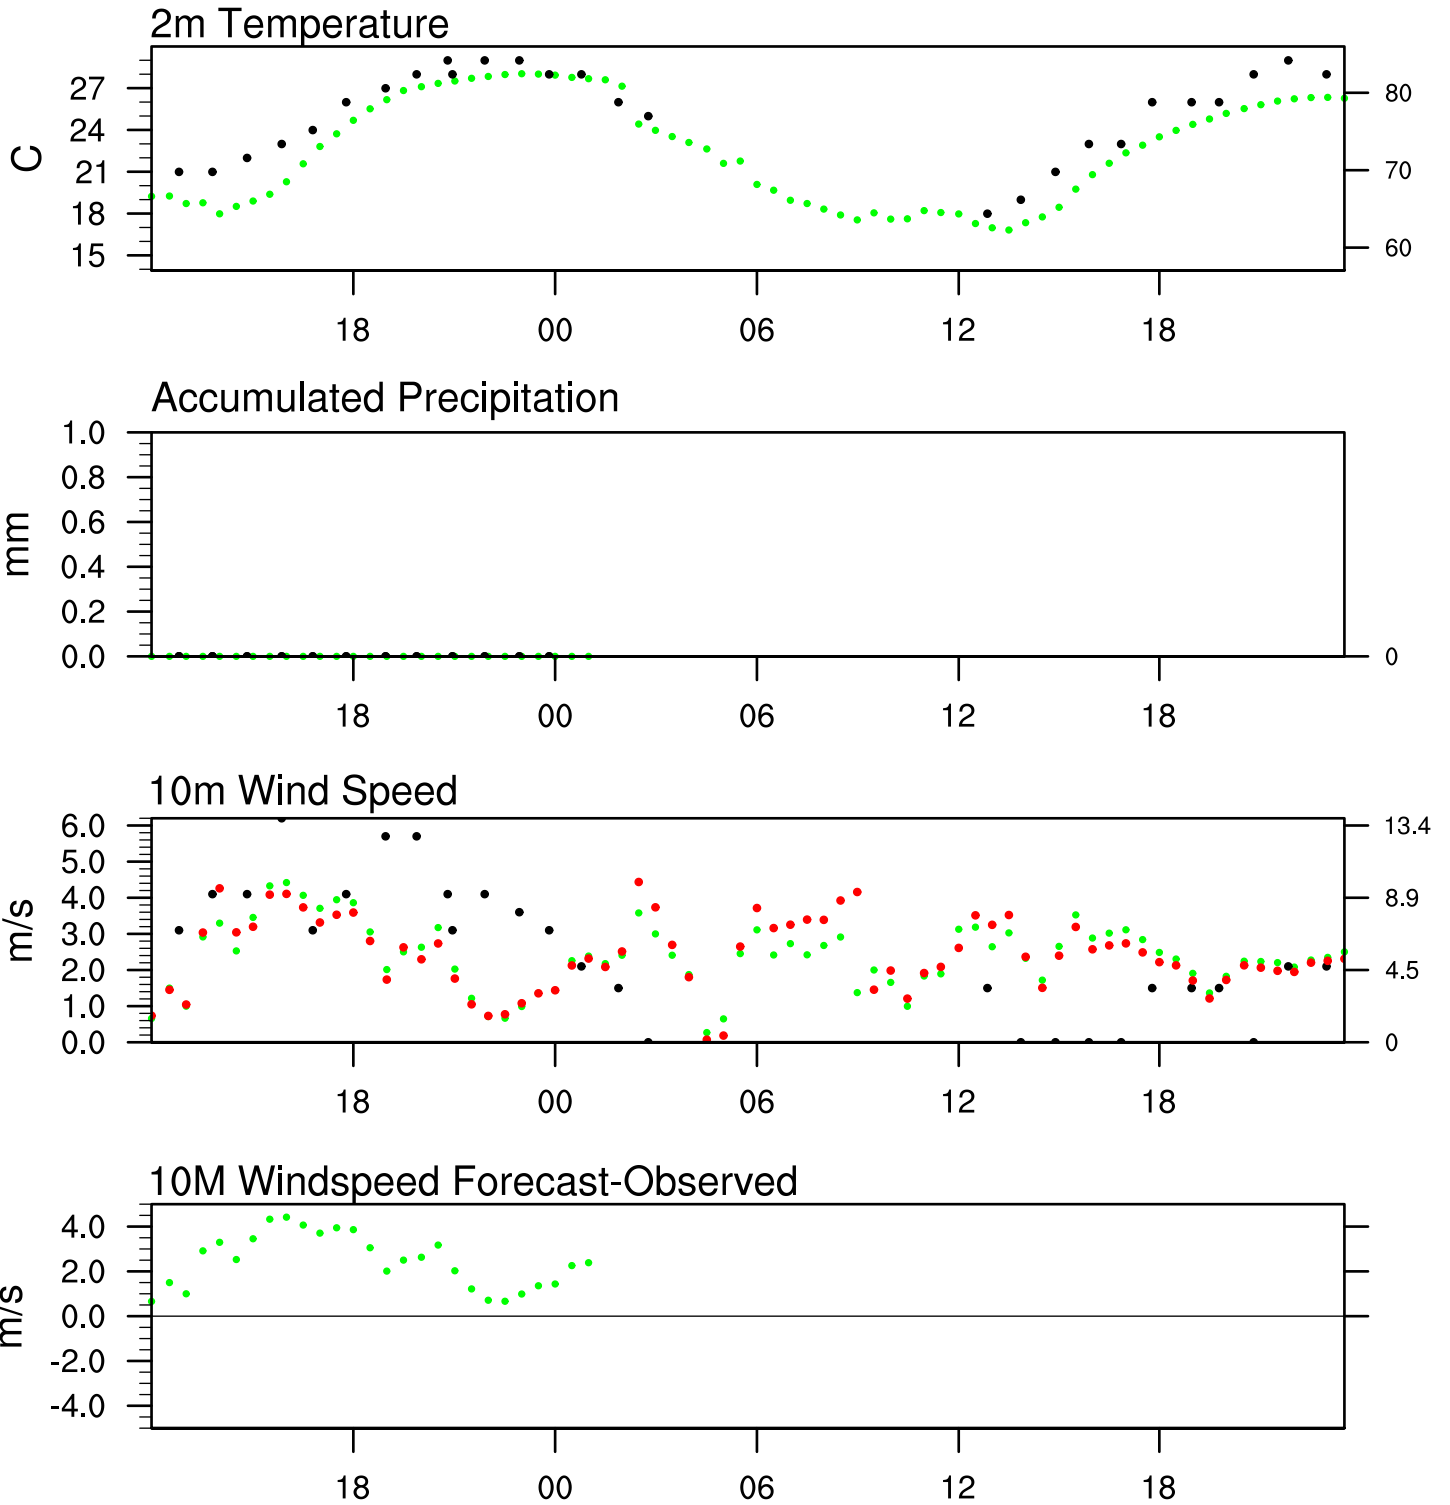 2m Temperature
27
24
21
18
15
C
80
70
60
18 00 06 12 18
Accumulated Precipitation
1.0
0.8
0.6
0.4
0.2
0.0
mm
0
18 00 06 12 18
10m Wind Speed
6.0
5.0
4.0
3.0
2.0
1.0
0.0
m/s
13.4
8.9
4.5
0
18 00 06 12 18
10M Windspeed Forecast-Observed
4.0
2.0
0.0
-2.0
-4.0
m/s
18 00 06 12 18